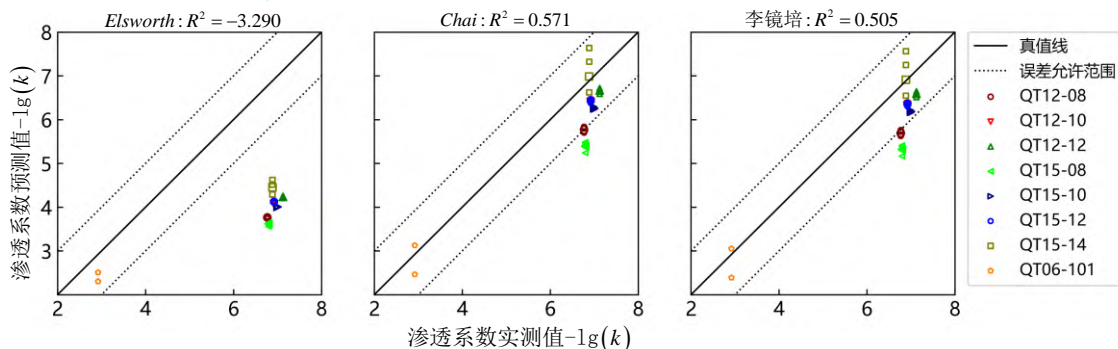 Elsworth: R² = −3.290
Chai: R² = 0.571
李镜培: R² = 0.505
渗透系数预测值–lg(k)
8
7
6
5
4
3
2 4 6 8
2 4 6 8
2 4 6 8
渗透系数实测值–lg(k)
真值线
误差允许范围
QT12-08
QT12-10
QT12-12
QT15-08
QT15-10
QT15-12
QT15-14
QT06-101